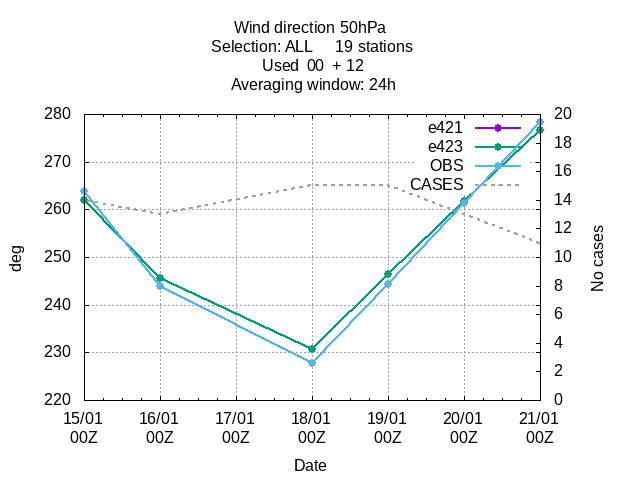 Wind direction 50hPa
Selection: ALL     19 stations
Used  00  + 12
Averaging window: 24h
280
270
260
250
240
230
220
deg
20
18
16
14
12
10
8
6
4
2
0
No cases
e421
e423
OBS
CASES
15/01 16/01 17/01 18/01 19/01 20/01 21/01
00Z 00Z 00Z 00Z 00Z 00Z 00Z
Date